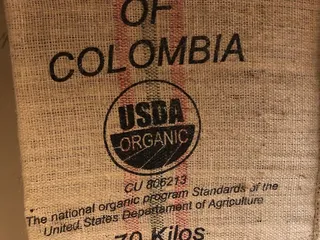 OF
COLOMBIA
USDA
ORGANIC
CU 806213
The national organic program Standards of the
United States Departament of Agriculture
70 Kilos